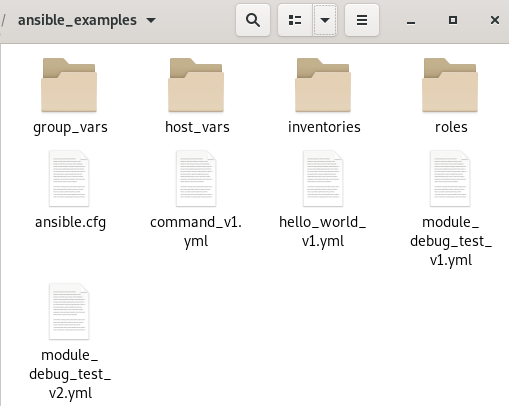 / ansible_examples
group_vars
host_vars
inventories
roles
ansible.cfg
command_v1.
yml
hello_world_
v1.yml
module_
debug_test_
v1.yml
module_
debug_test_
v2.yml